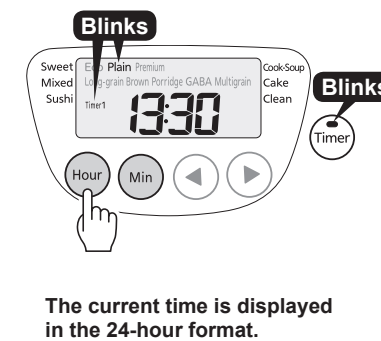 Blinks
Sweet Eco Plain Premium Cook·Soup
Mixed Long-grain Brown Porridge GABA Multigrain Cake
Sushi Timer1 13:30 Clean
Blinks
Timer
Hour Min
The current time is displayed
in the 24-hour format.